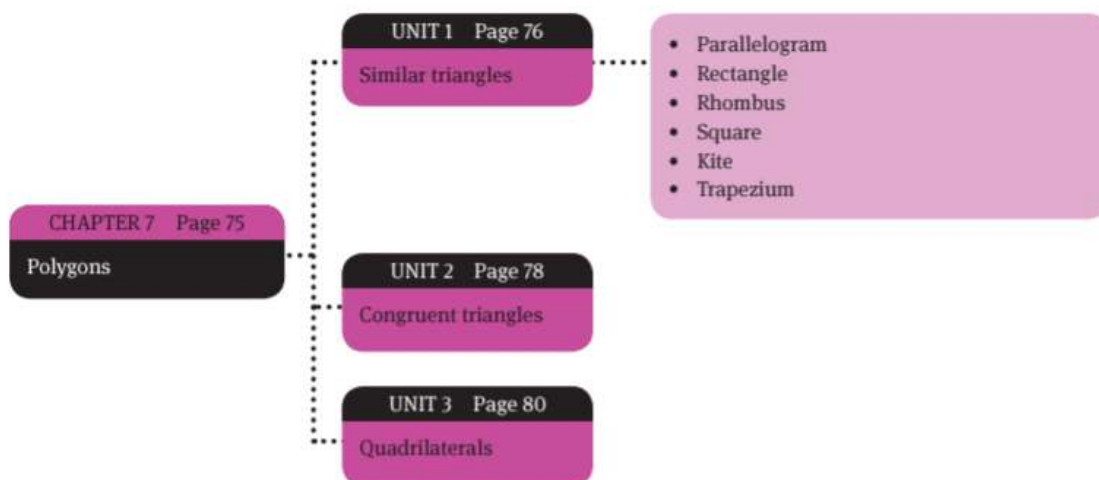 UNIT 1 Page 76
Similar triangles
• Parallelogram
• Rectangle
• Rhombus
• Square
• Kite
• Trapezium
CHAPTER 7 Page 75
Polygons
UNIT 2 Page 78
Congruent triangles
UNIT 3 Page 80
Quadrilaterals